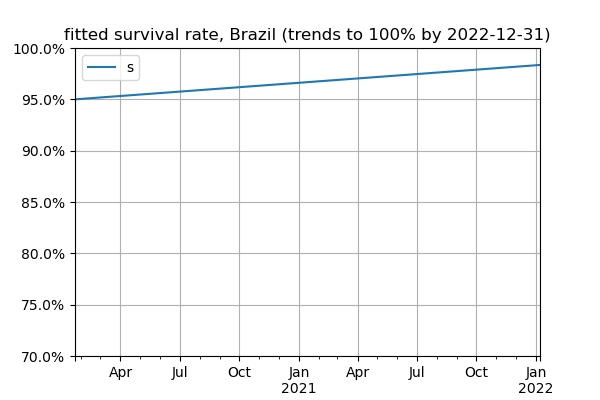 fitted survival rate, Brazil (trends to 100% by 2022-12-31)
s
100.0%
95.0%
90.0%
85.0%
80.0%
75.0%
70.0%
Apr Jul Oct Jan Apr Jul Oct Jan
2021 2022